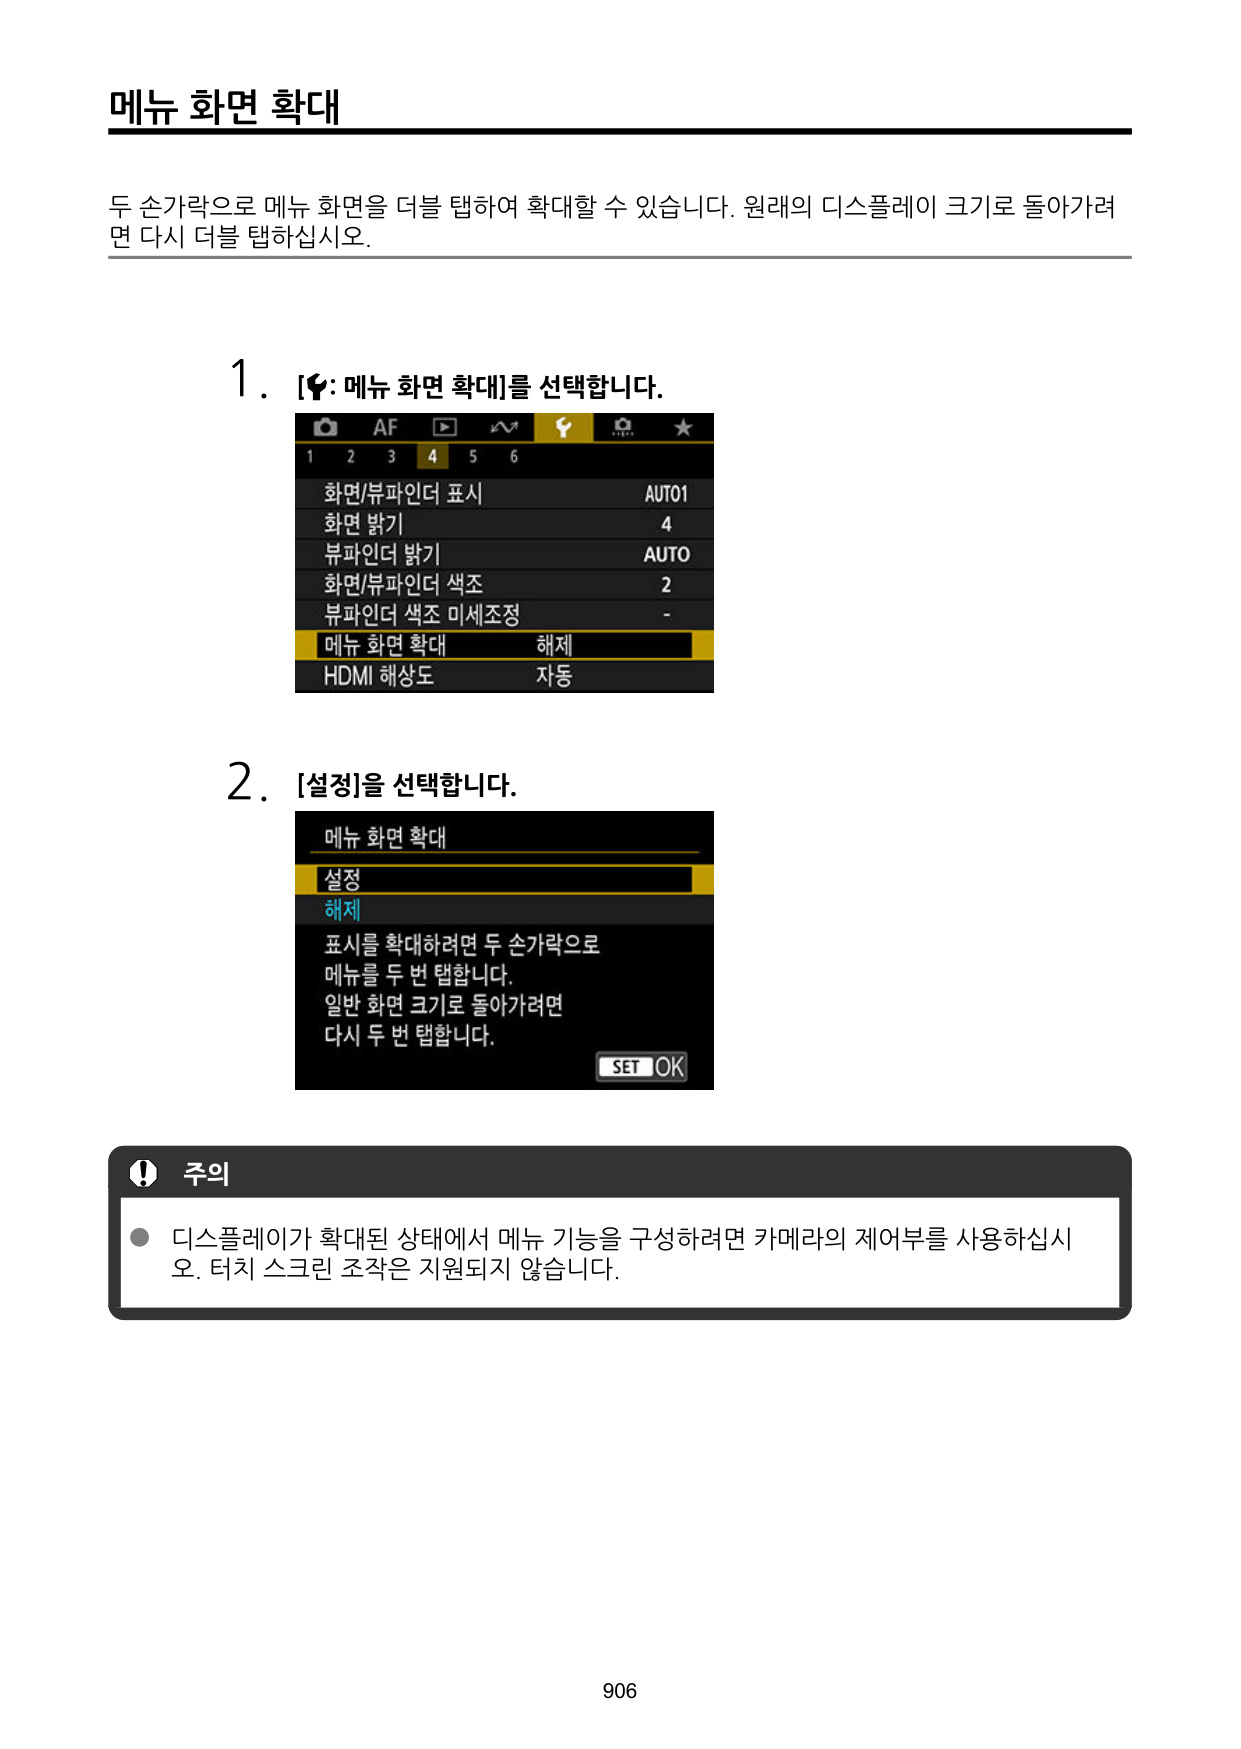 메뉴 화면 확대
두 손가락으로 메뉴 화면을 더블 탭하여 확대할 수 있습니다. 원래의 디스플레이 크기로 돌아가려
면 다시 더블 탭하십시오.
1. [: 메뉴 화면 확대]를 선택합니다.
AF
1 2 3 4 5 6
화면/뷰파인더 표시 AUTO1
화면 밝기 4
뷰파인더 밝기 AUTO
화면/뷰파인더 색조 2
뷰파인더 색조 미세조정 -
메뉴 화면 확대 해제
HDMI 해상도 자동
2. [설정]을 선택합니다.
메뉴 화면 확대
설정
해제
표시를 확대하려면 두 손가락으로
메뉴를 두 번 탭합니다.
일반 화면 크기로 돌아가려면
다시 두 번 탭합니다.
SET OK
주의
● 디스플레이가 확대된 상태에서 메뉴 기능을 구성하려면 카메라의 제어부를 사용하십시
오. 터치 스크린 조작은 지원되지 않습니다.
906